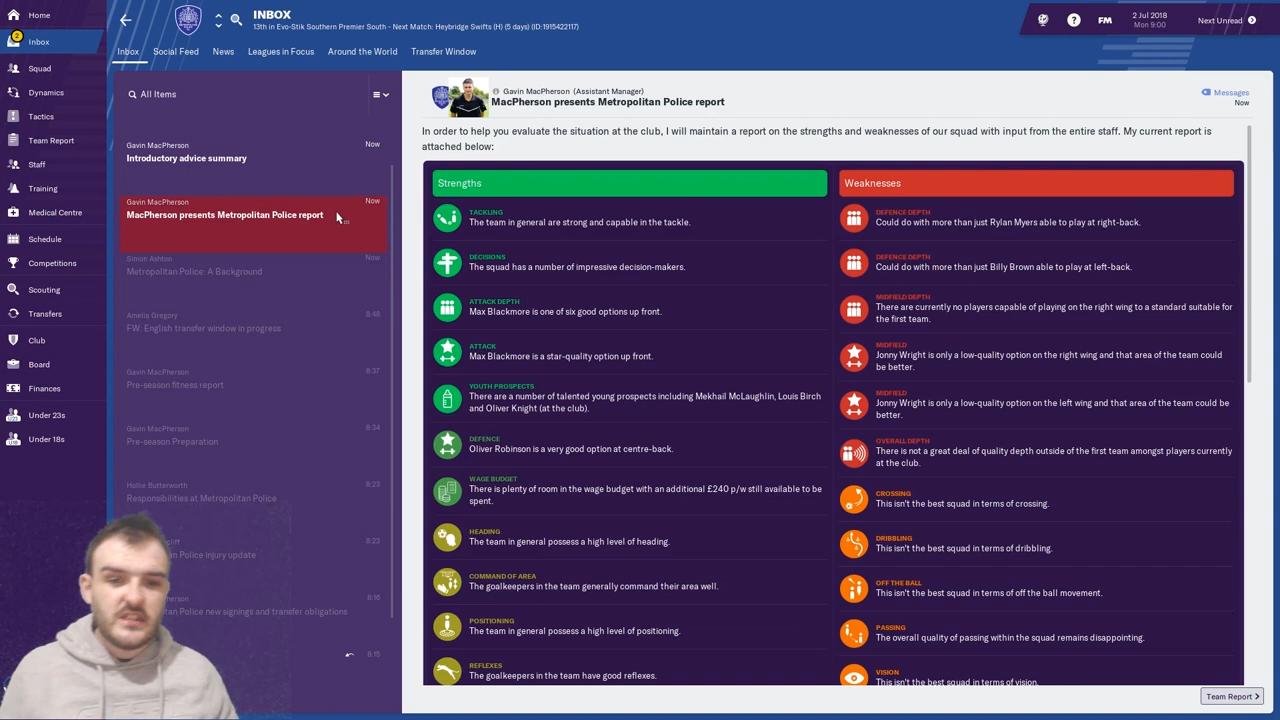 Home
2
Inbox
Squad
Dynamics
Tactics
Team Report
Staff
Training
Medical Centre
Schedule
Competitions
Scouting
Transfers
Club
Board
Finances
Under 23s
Under 18s
INBOX
13th in Evo-Stik Southern Premier South - Next Match: Heybridge Swifts (H) (5 days) (ID:1915422117)
FM
2 Jul 2018
Mon 9:00
Next Unread
Inbox Social Feed News Leagues in Focus Around the World Transfer Window
All Items
Gavin MacPherson Now
Introductory advice summary
Gavin MacPherson Now
MacPherson presents Metropolitan Police report
Simon Ashton Now
Metropolitan Police: A Background
Amelia Gregory 8:48
FW: English transfer window in progress
Gavin MacPherson 8:37
Pre-season fitness report
Gavin MacPherson 8:34
Pre-season Preparation
Hollie Butterworth 8:23
Responsibilities at Metropolitan Police
8:23
Police injury update
8:16
Police new signings and transfer obligations
8:15
Gavin MacPherson (Assistant Manager)
MacPherson presents Metropolitan Police report
Messages
Now
In order to help you evaluate the situation at the club, I will maintain a report on the strengths and weaknesses of our squad with input from the entire staff. My current report is
attached below:
Strengths
TACKLING
The team in general are strong and capable in the tackle.
DECISIONS
The squad has a number of impressive decision-makers.
ATTACK DEPTH
Max Blackmore is one of six good options up front.
ATTACK
Max Blackmore is a star-quality option up front.
YOUTH PROSPECTS
There are a number of talented young prospects including Mekhail McLaughlin, Louis Birch
and Oliver Knight (at the club).
DEFENCE
Oliver Robinson is a very good option at centre-back.
WAGE BUDGET
There is plenty of room in the wage budget with an additional £240 p/w still available to be
spent.
HEADING
The team in general possess a high level of heading.
COMMAND OF AREA
The goalkeepers in the team generally command their area well.
POSITIONING
The team in general possess a high level of positioning.
REFLEXES
The goalkeepers in the team have good reflexes.
Weaknesses
DEFENCE DEPTH
Could do with more than just Rylan Myers able to play at right-back.
DEFENCE DEPTH
Could do with more than just Billy Brown able to play at left-back.
MIDFIELD DEPTH
There are currently no players capable of playing on the right wing to a standard suitable for
the first team.
MIDFIELD
Jonny Wright is only a low-quality option on the right wing and that area of the team could
be better.
MIDFIELD
Jonny Wright is only a low-quality option on the left wing and that area of the team could be
better.
OVERALL DEPTH
There is not a great deal of quality depth outside of the first team amongst players currently
at the club.
CROSSING
This isn't the best squad in terms of crossing.
DRIBBLING
This isn't the best squad in terms of dribbling.
OFF THE BALL
This isn't the best squad in terms of off the ball movement.
PASSING
The overall quality of passing within the squad remains disappointing.
VISION
This isn't the best squad in terms of vision.
Team Report